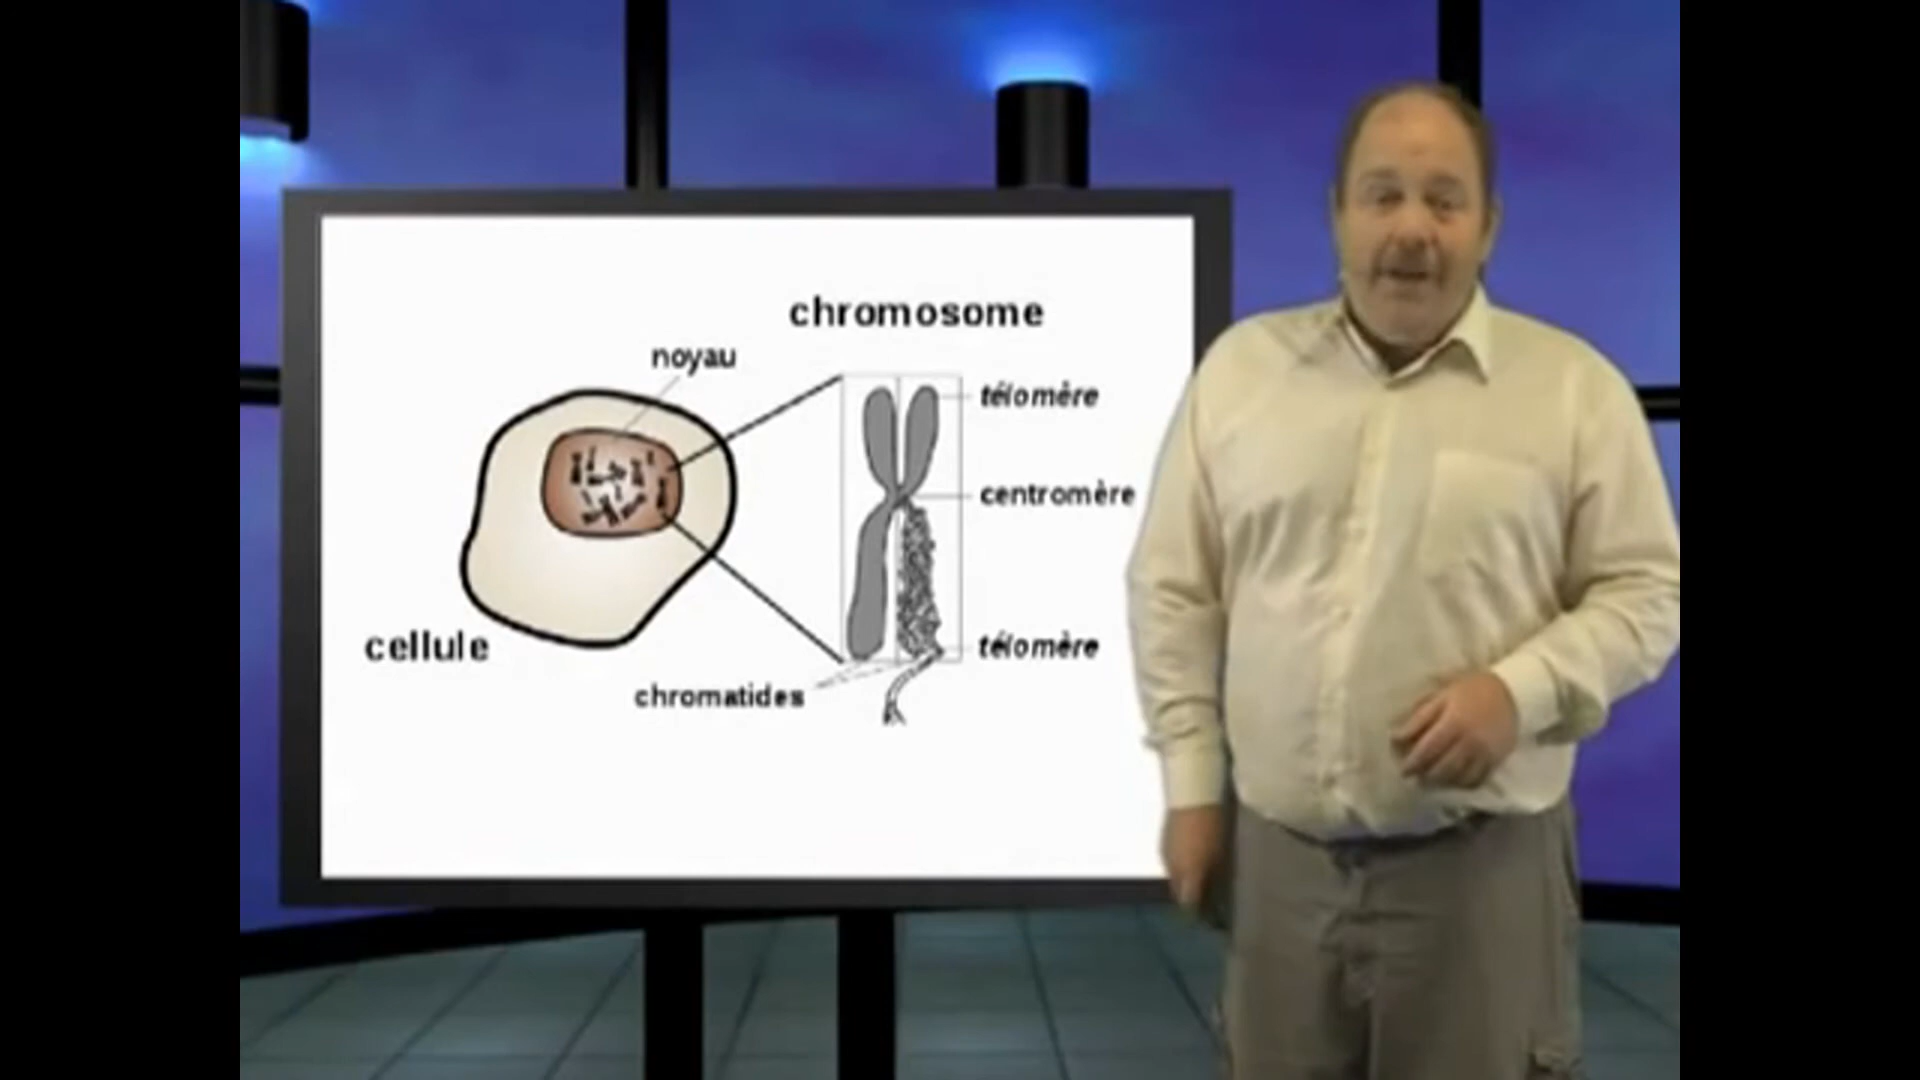 chromosome
noyau
télomère
centromère
cellule
télomère
chromatides